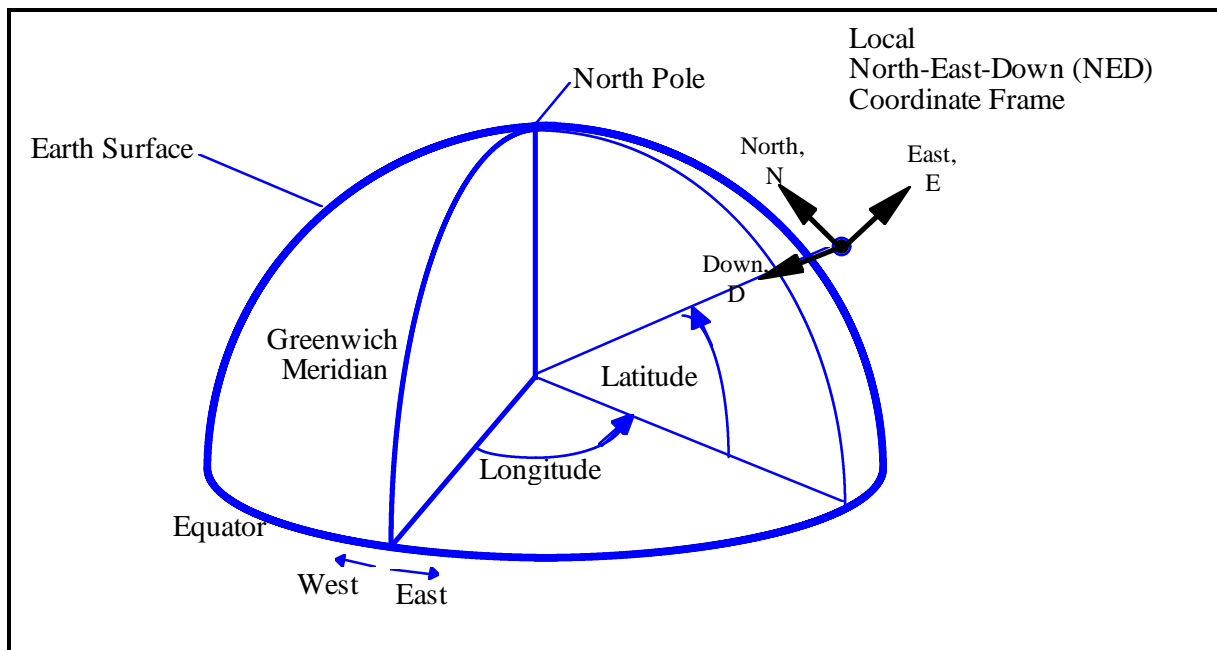 Local
North-East-Down (NED)
Coordinate Frame
North Pole
Earth Surface
North,
N
East,
E
Down,
D
Greenwich
Meridian
Latitude
Longitude
Equator
West
East